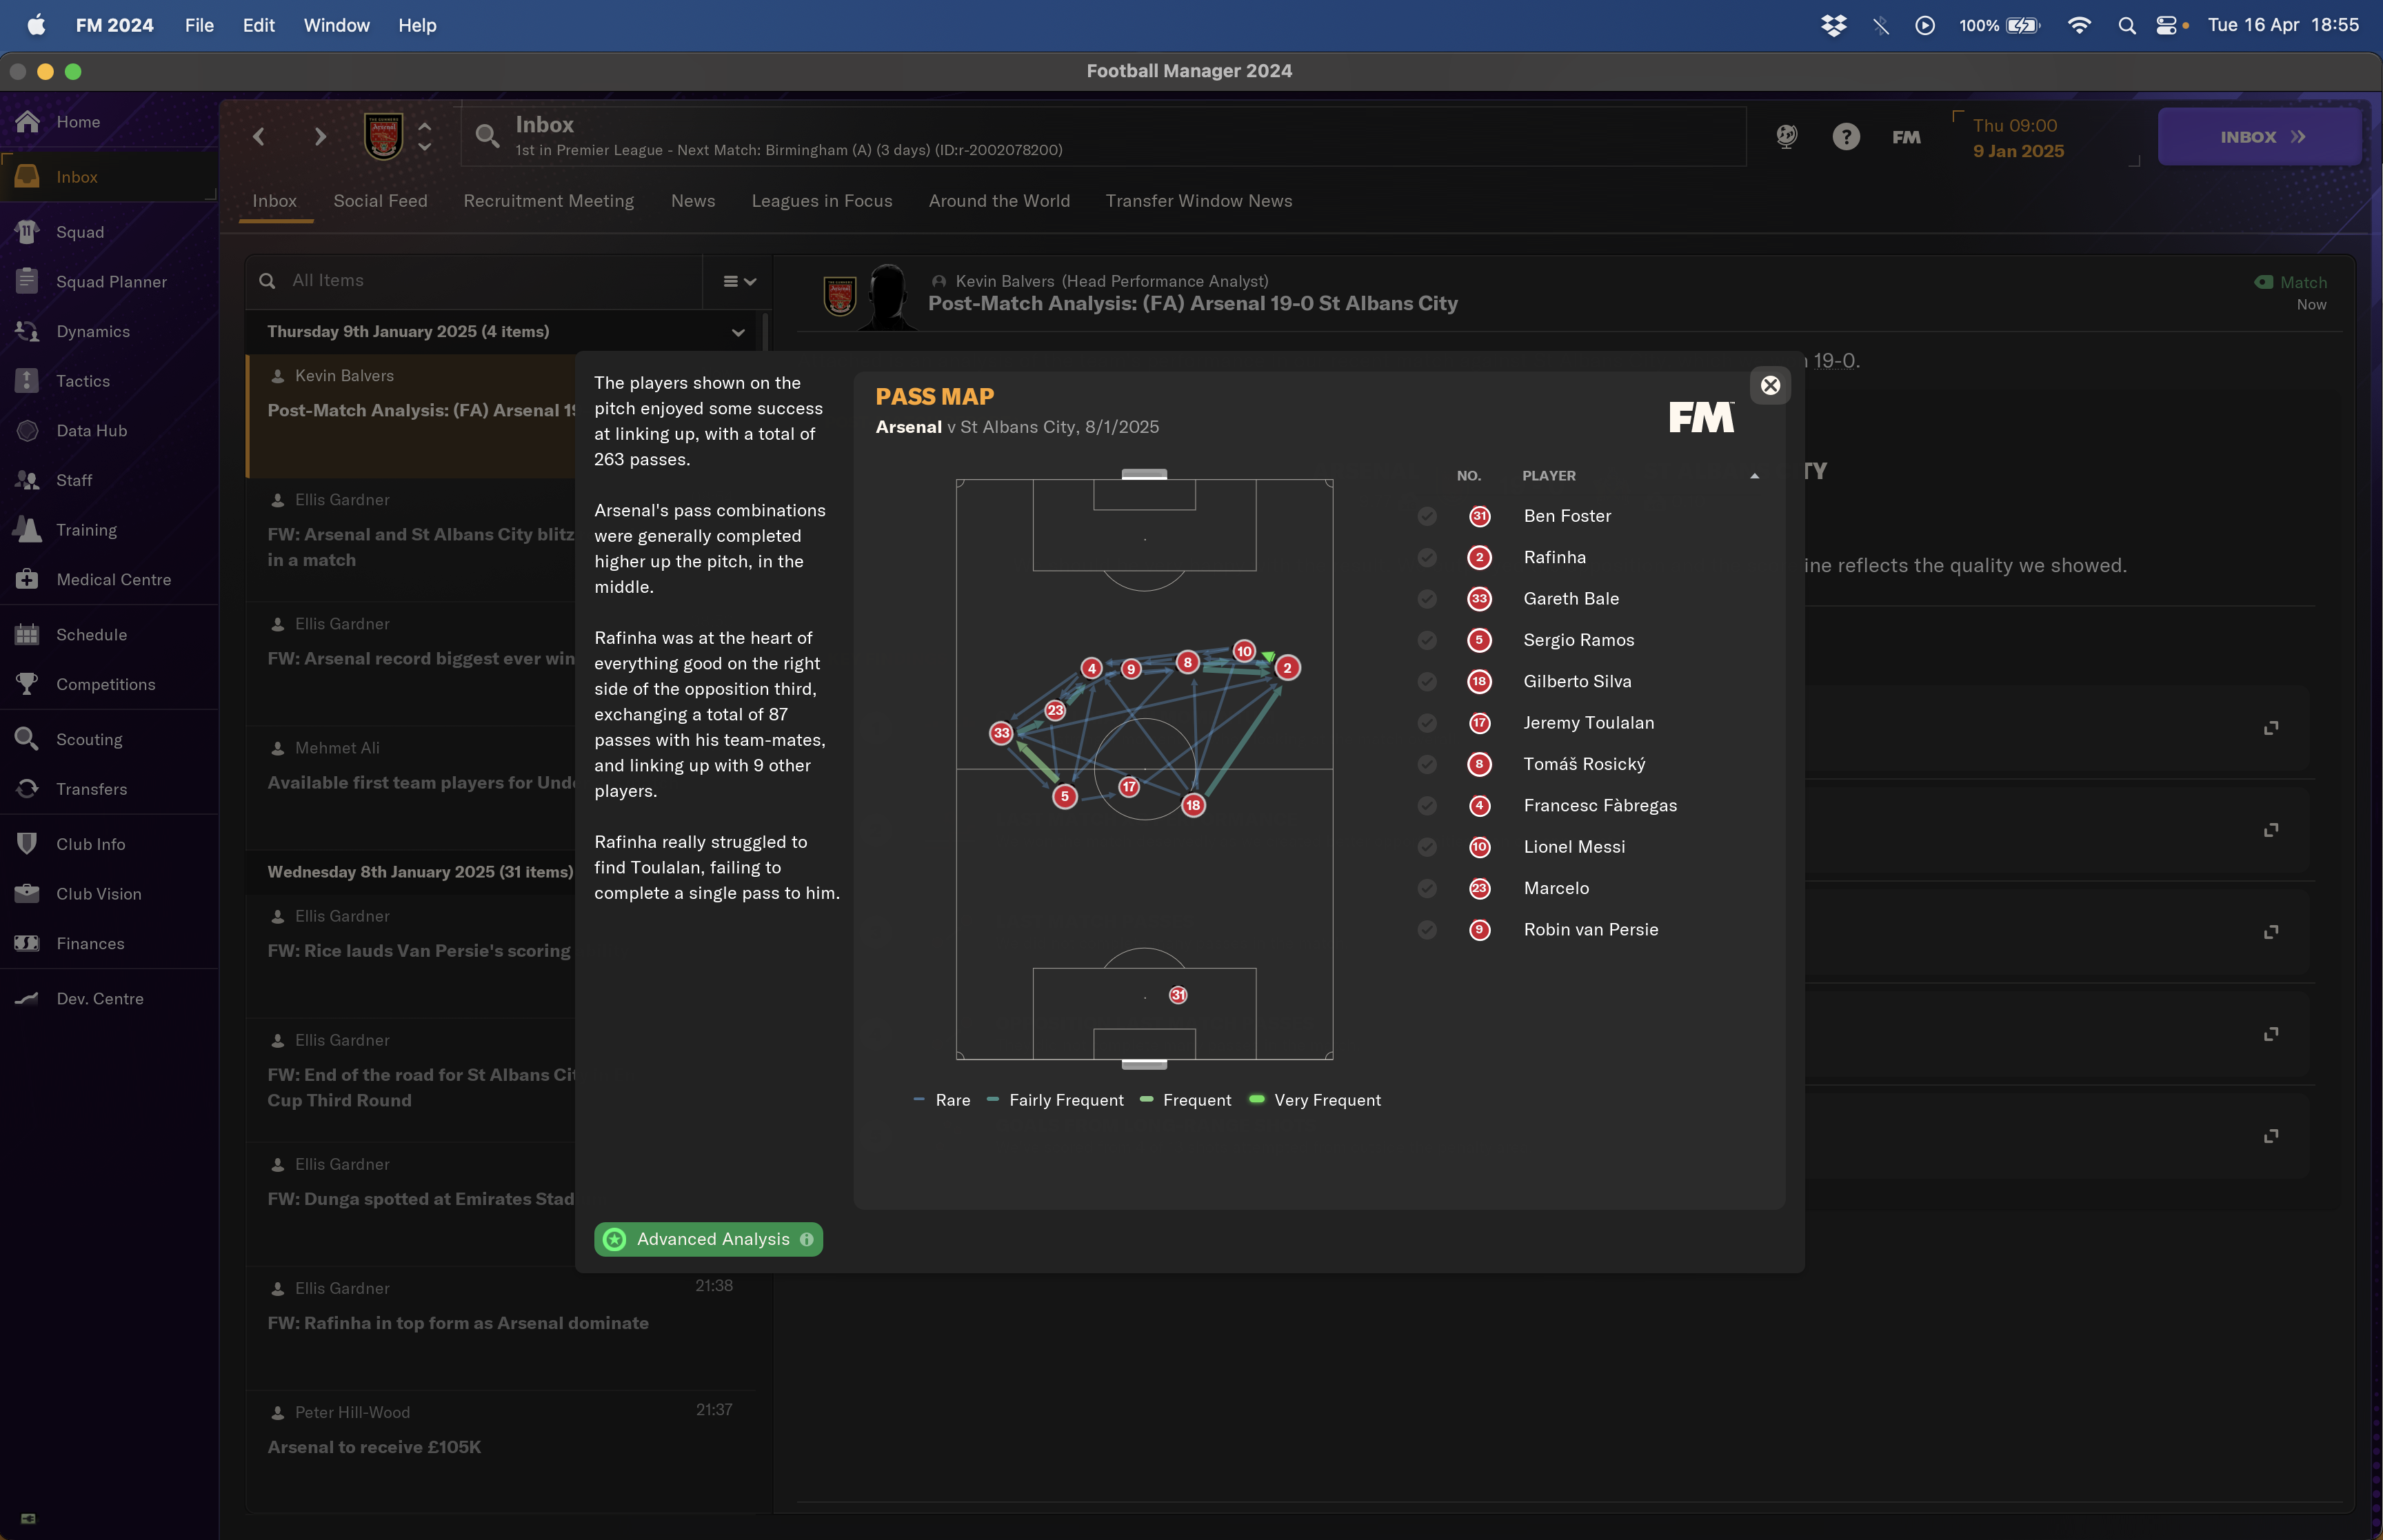 FM 2024 File Edit Window Help 100% Tue 16 Apr 18:55
Football Manager 2024
Home
Inbox
Squad
Squad Planner
Dynamics
Tactics
Data Hub
Staff
Training
Medical Centre
Schedule
Competitions
Scouting
Transfers
Club Info
Club Vision
Finances
Dev. Centre
Inbox
1st in Premier League - Next Match: Birmingham (A) (3 days) (ID:r-2002078200)
FM
Thu 09:00
9 Jan 2025
INBOX
Inbox Social Feed Recruitment Meeting News Leagues in Focus Around the World Transfer Window News
All Items
Thursday 9th January 2025 (4 items)
Kevin Balvers
Post-Match Analysis: (FA) Arsenal 19
Ellis Gardner
FW: Arsenal and St Albans City blitz
in a match
Ellis Gardner
FW: Arsenal record biggest ever win
Mehmet Ali
Available first team players for Und
Wednesday 8th January 2025 (31 items)
Ellis Gardner
FW: Rice lauds Van Persie's scoring
Ellis Gardner
FW: End of the road for St Albans Cit
Cup Third Round
Ellis Gardner
FW: Dunga spotted at Emirates Stad
Ellis Gardner 21:38
FW: Rafinha in top form as Arsenal dominate
Peter Hill-Wood 21:37
Arsenal to receive £105K
Kevin Balvers (Head Performance Analyst)
Post-Match Analysis: (FA) Arsenal 19-0 St Albans City
Match
Now
19-0.
TY
ine reflects the quality we showed.
The players shown on the
pitch enjoyed some success
at linking up, with a total of
263 passes.
Arsenal's pass combinations
were generally completed
higher up the pitch, in the
middle.
Rafinha was at the heart of
everything good on the right
side of the opposition third,
exchanging a total of 87
passes with his team-mates,
and linking up with 9 other
players.
Rafinha really struggled to
find Toulalan, failing to
complete a single pass to him.
Advanced Analysis
PASS MAP
Arsenal v St Albans City, 8/1/2025
FM
10
4 9 8 2
23
33
5 17 18
31
Rare Fairly Frequent Frequent Very Frequent
NO. PLAYER
31 Ben Foster
2 Rafinha
33 Gareth Bale
5 Sergio Ramos
18 Gilberto Silva
17 Jeremy Toulalan
8 Tomáš Rosický
4 Francesc Fàbregas
10 Lionel Messi
23 Marcelo
9 Robin van Persie